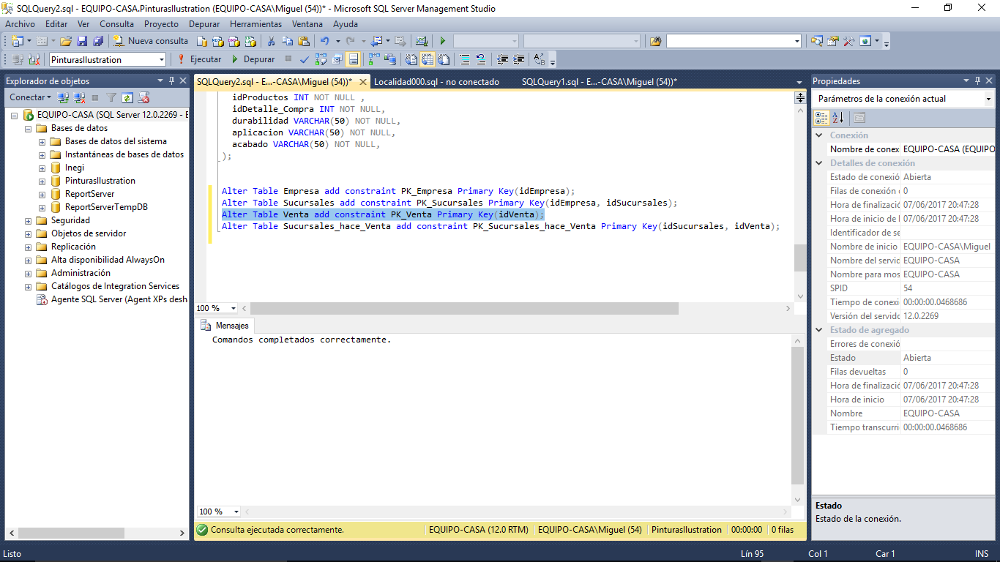 SQLQuery2.sql - EQUIPO-CASA.PinturasIlustration (EQUIPO-CASA\Miguel (54))* - Microsoft SQL Server Management Studio
Archivo Editar Ver Consulta Proyecto Depurar Herramientas Ventana Ayuda
Nueva consulta
PinturasIlustration Ejecutar Depurar
Explorador de objetos
Conectar
EQUIPO-CASA (SQL Server 12.0.2269 - E
Bases de datos
Bases de datos del sistema
Instantáneas de bases de datos
Inegi
PinturasIlustration
ReportServer
ReportServerTempDB
Seguridad
Objetos de servidor
Replicación
Alta disponibilidad AlwaysOn
Administración
Catálogos de Integration Services
Agente SQL Server (Agent XPs desh
SQLQuery2.sql - E...-CASA\Miguel (54))* Localidad000.sql - no conectado SQLQuery1.sql - E...-CASA\Miguel (54))*
idProductos INT NOT NULL ,
idDetalle_Compra INT NOT NULL,
durabilidad VARCHAR(50) NOT NULL,
aplicacion VARCHAR(50) NOT NULL,
acabado VARCHAR(50) NOT NULL,
);
Alter Table Empresa add constraint PK_Empresa Primary Key(idEmpresa);
Alter Table Sucursales add constraint PK_Sucursales Primary Key(idEmpresa, idSucursales);
Alter Table Venta add constraint PK_Venta Primary Key(idVenta);
Alter Table Sucursales_hace_Venta add constraint PK_Sucursales_hace_Venta Primary Key(idSucursales, idVenta);
100 %
Mensajes
Comandos completados correctamente.
100 %
Consulta ejecutada correctamente. EQUIPO-CASA (12.0 RTM) EQUIPO-CASA\Miguel (54) PinturasIlustration 00:00:00 0 filas
Propiedades
Parámetros de la conexión actual
Conexión
Nombre de conex EQUIPO-CASA (EQUIPO
Detalles de conexión
Estado de conexió Abierta
Filas de conexión 0
Hora de finalizació 07/06/2017 20:47:28
Hora de inicio de l 07/06/2017 20:47:28
Identificador de se
Nombre de inicio EQUIPO-CASA\Miguel
Nombre del servid EQUIPO-CASA
Nombre para mos EQUIPO-CASA
SPID 54
Tiempo de conexi 00:00:00.0468686
Versión del servido 12.0.2269
Estado de agregado
Errores de conexió
Estado Abierta
Filas devueltas 0
Hora de finalizació 07/06/2017 20:47:28
Hora de inicio 07/06/2017 20:47:28
Nombre EQUIPO-CASA
Tiempo transcurri 00:00:00.0468686
Estado
Estado de la conexión.
Listo Lín 95 Col 1 Car 1 INS